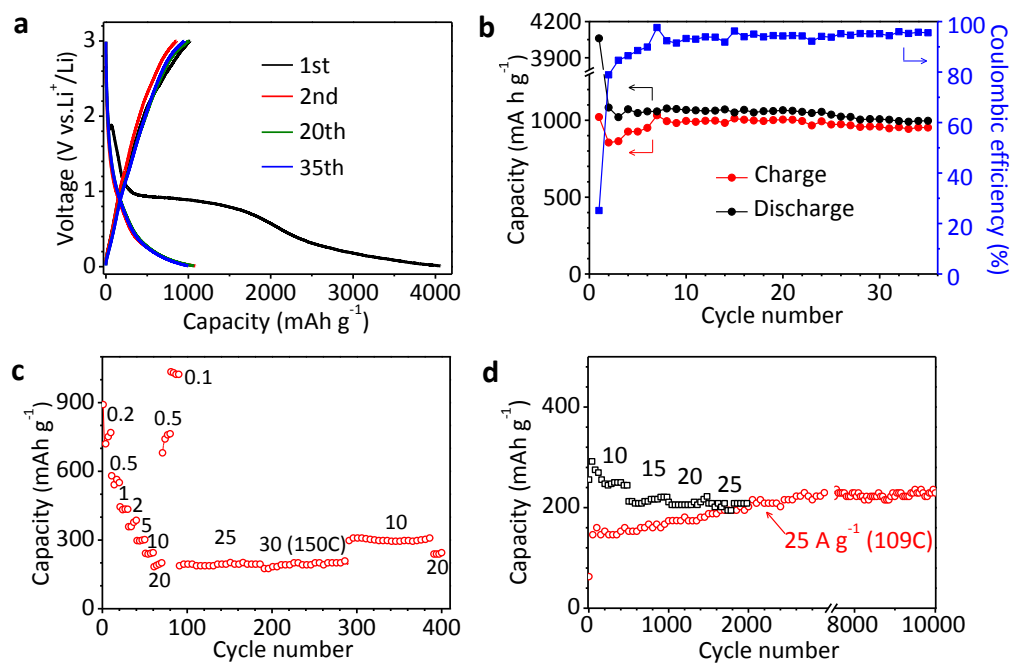 a
3
2
1
0
Voltage (V vs.Li⁺/Li)
1st
2nd
20th
35th
0 1000 2000 3000 4000
Capacity (mAh g⁻¹)
b
4200
3900
1000
500
0
Capacity (mA h g⁻¹)
Charge
Discharge
100
80
60
40
20
0
Coulombic efficiency (%)
0 10 20 30
Cycle number
c
900
600
300
0
Capacity (mAh g⁻¹)
0.1
0.2
0.5
0.5
1
2
5
10
20
25
30 (150C)
10
20
0 100 200 300 400
Cycle number
d
400
200
0
Capacity (mAh g⁻¹)
10
15
20
25
25 A g⁻¹ (109C)
0 2000 4000 8000 10000
Cycle number